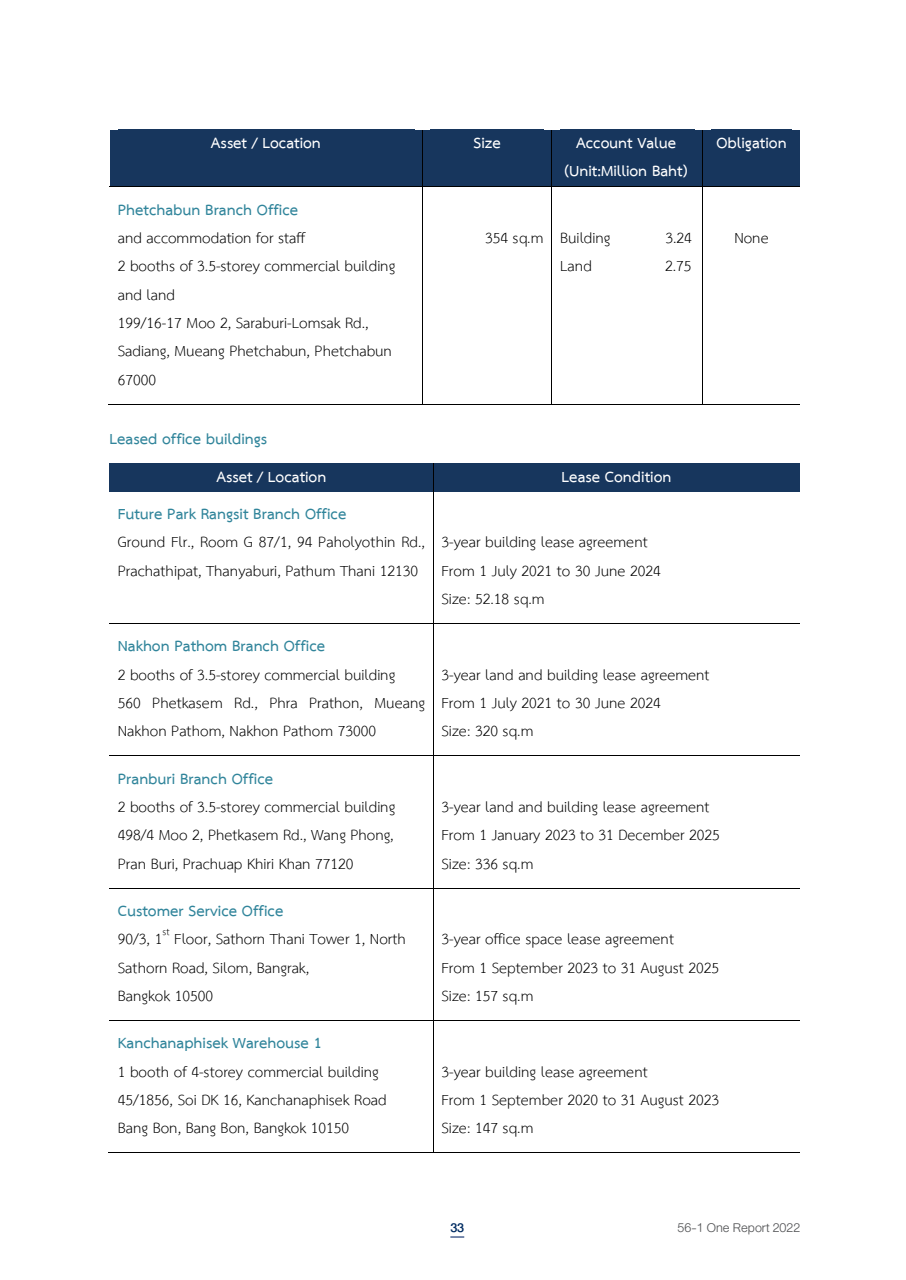 Asset / Location Size Account Value Obligation
(Unit:Million Baht)
Phetchabun Branch Office
and accommodation for staff 354 sq.m Building 3.24 None
2 booths of 3.5-storey commercial building Land 2.75
and land
199/16-17 Moo 2, Saraburi-Lomsak Rd.,
Sadiang, Mueang Phetchabun, Phetchabun
67000
Leased office buildings
Asset / Location Lease Condition
Future Park Rangsit Branch Office
Ground Flr., Room G 87/1, 94 Paholyothin Rd., 3-year building lease agreement
Prachathipat, Thanyaburi, Pathum Thani 12130 From 1 July 2021 to 30 June 2024
Size: 52.18 sq.m
Nakhon Pathom Branch Office
2 booths of 3.5-storey commercial building 3-year land and building lease agreement
560 Phetkasem Rd., Phra Prathon, Mueang From 1 July 2021 to 30 June 2024
Nakhon Pathom, Nakhon Pathom 73000 Size: 320 sq.m
Pranburi Branch Office
2 booths of 3.5-storey commercial building 3-year land and building lease agreement
498/4 Moo 2, Phetkasem Rd., Wang Phong, From 1 January 2023 to 31 December 2025
Pran Buri, Prachuap Khiri Khan 77120 Size: 336 sq.m
Customer Service Office
90/3, 1st Floor, Sathorn Thani Tower 1, North 3-year office space lease agreement
Sathorn Road, Silom, Bangrak, From 1 September 2023 to 31 August 2025
Bangkok 10500 Size: 157 sq.m
Kanchanaphisek Warehouse 1
1 booth of 4-storey commercial building 3-year building lease agreement
45/1856, Soi DK 16, Kanchanaphisek Road From 1 September 2020 to 31 August 2023
Bang Bon, Bang Bon, Bangkok 10150 Size: 147 sq.m
33 56-1 One Report 2022